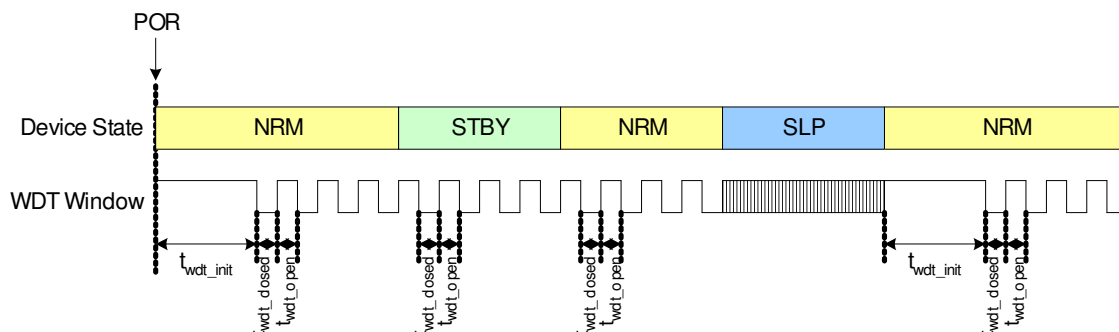 POR
Device State
NRM
STBY
NRM
SLP
NRM
WDT Window
twdt_init
twdt_closed
twdt_open
twdt_closed
twdt_open
twdt_closed
twdt_open
twdt_init
twdt_closed
twdt_open